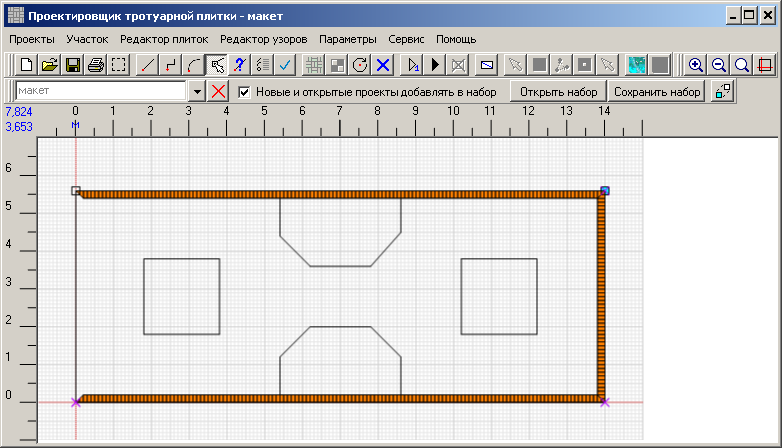 Проектировщик тротуарной плитки - макет
Проекты Участок Редактор плиток Редактор узоров Параметры Сервис Помощь
макет Новые и открытые проекты добавлять в набор Открыть набор Сохранить набор
7,824 0 1 2 3 4 5 6 7 8 9 10 11 12 13 14
3,653 м
6
5
4
3
2
1
0